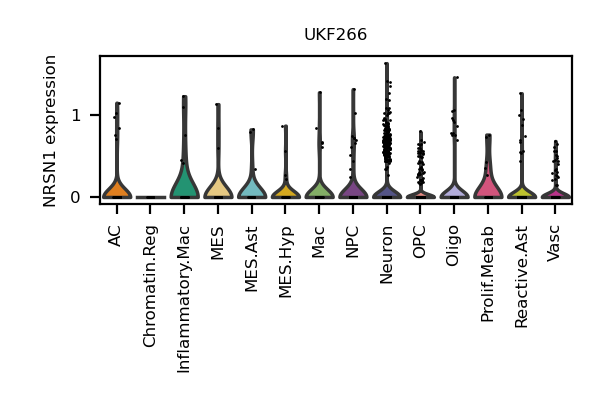 UKF266
NRSN1 expression
1
0
AC
Chromatin.Reg
Inflammatory.Mac
MES
MES.Ast
MES.Hyp
Mac
NPC
Neuron
OPC
Oligo
Prolif.Metab
Reactive.Ast
Vasc